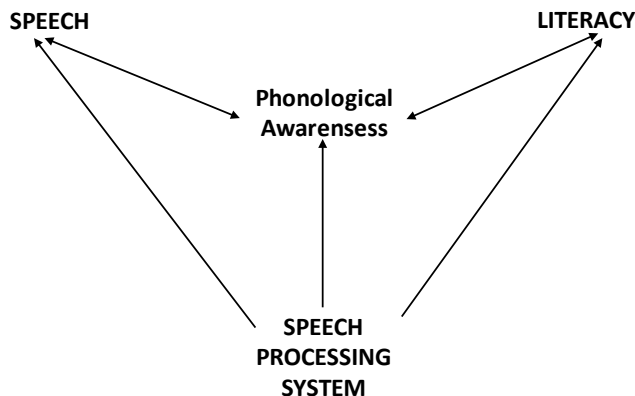 SPEECH
LITERACY
Phonological
Awarensess
SPEECH
PROCESSING
SYSTEM